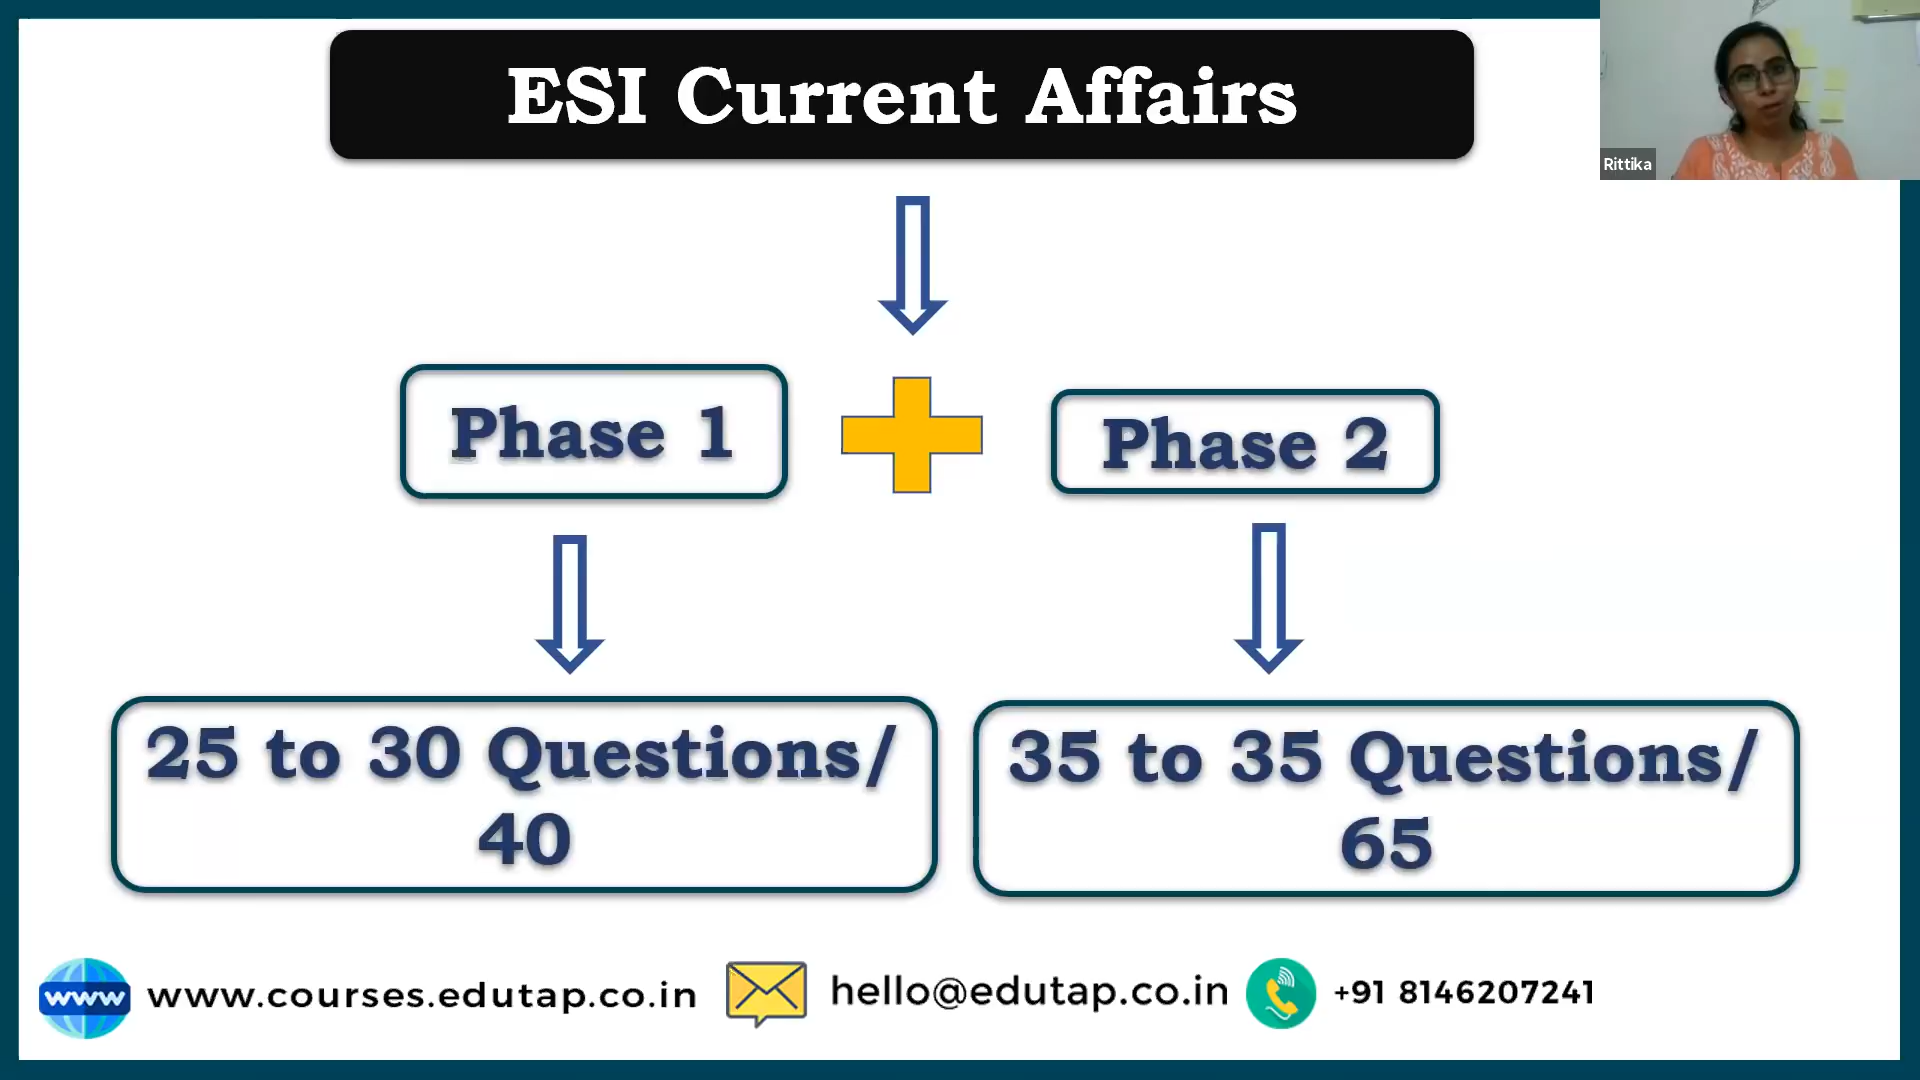 ESI Current Affairs
Rittika
Phase 1
Phase 2
25 to 30 Questions/
40
35 to 35 Questions/
65
www
www.courses.edutap.co.in
hello@edutap.co.in
+91 8146207241